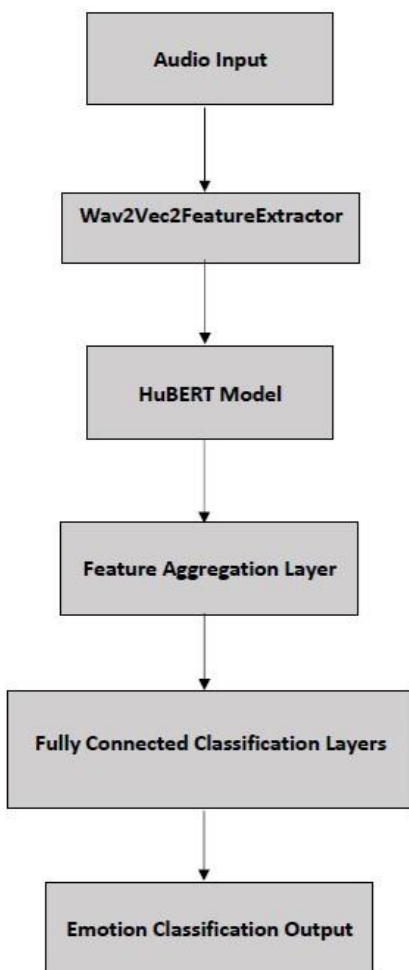 Audio Input
Wav2Vec2FeatureExtractor
HuBERT Model
Feature Aggregation Layer
Fully Connected Classification Layers
Emotion Classification Output